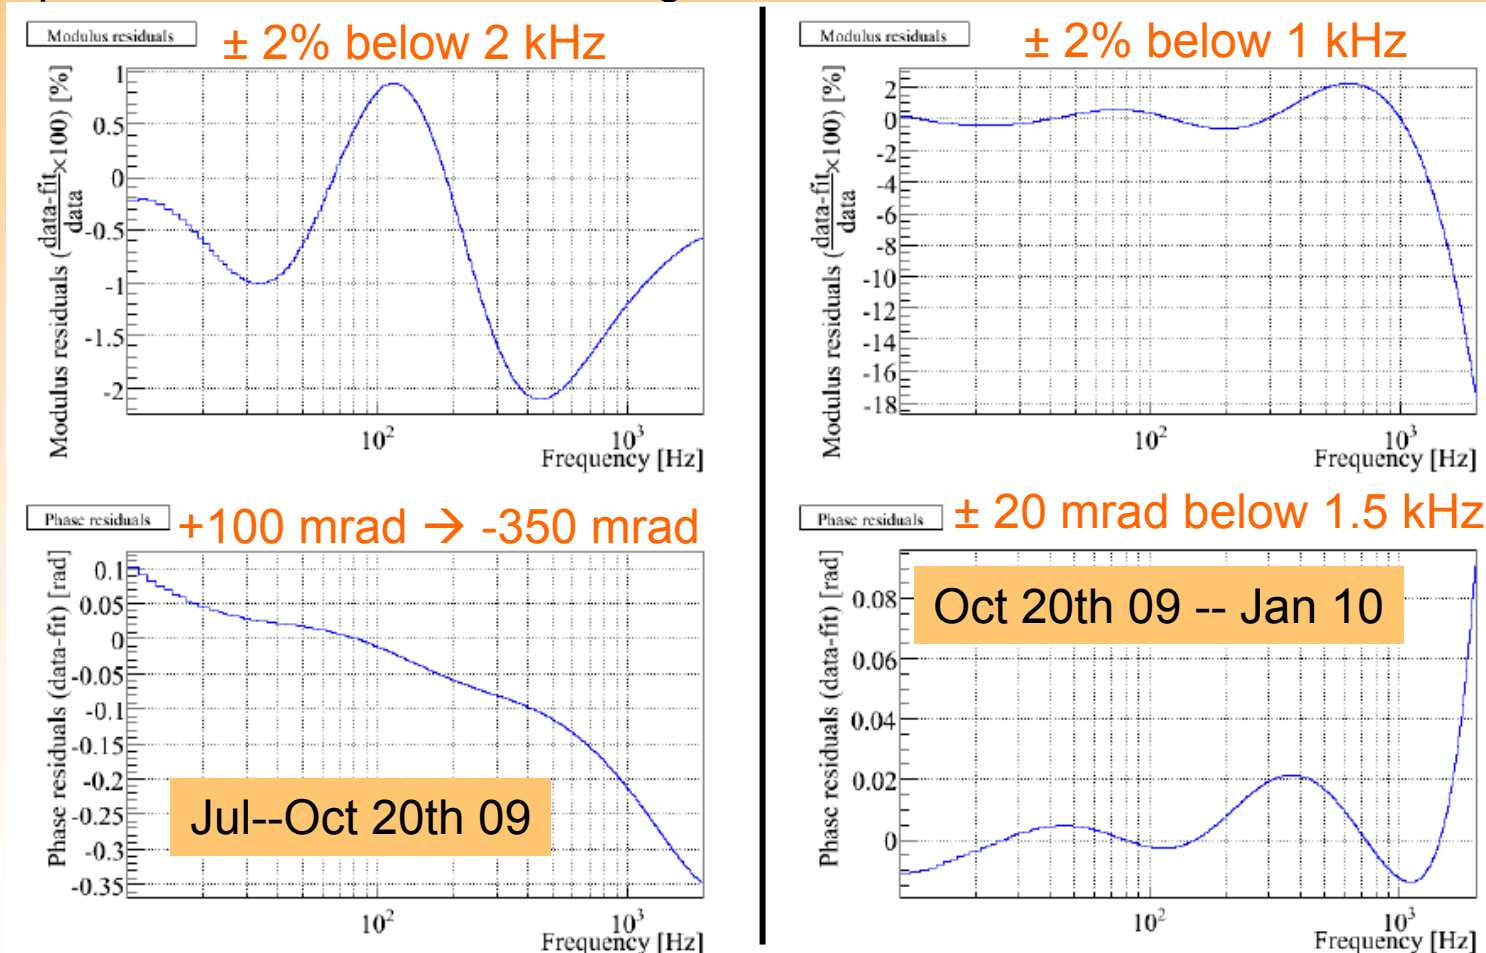 Modulus residuals
± 2% below 2 kHz
Modulus residuals (data-fit/data×100) [%]
1
0.5
0
-0.5
-1
-1.5
-2
10²
10³
Frequency [Hz]
Modulus residuals
± 2% below 1 kHz
Modulus residuals (data-fit/data×100) [%]
2
0
-2
-4
-6
-8
-10
-12
-14
-16
-18
10²
10³
Frequency [Hz]
Phase residuals
+100 mrad → -350 mrad
Phase residuals (data-fit) [rad]
0.1
0.05
0
-0.05
-0.1
-0.15
-0.2
-0.25
-0.3
-0.35
Jul--Oct 20th 09
10²
10³
Frequency [Hz]
Phase residuals
± 20 mrad below 1.5 kHz
Phase residuals (data-fit) [rad]
Oct 20th 09 -- Jan 10
0.08
0.06
0.04
0.02
0
10²
10³
Frequency [Hz]